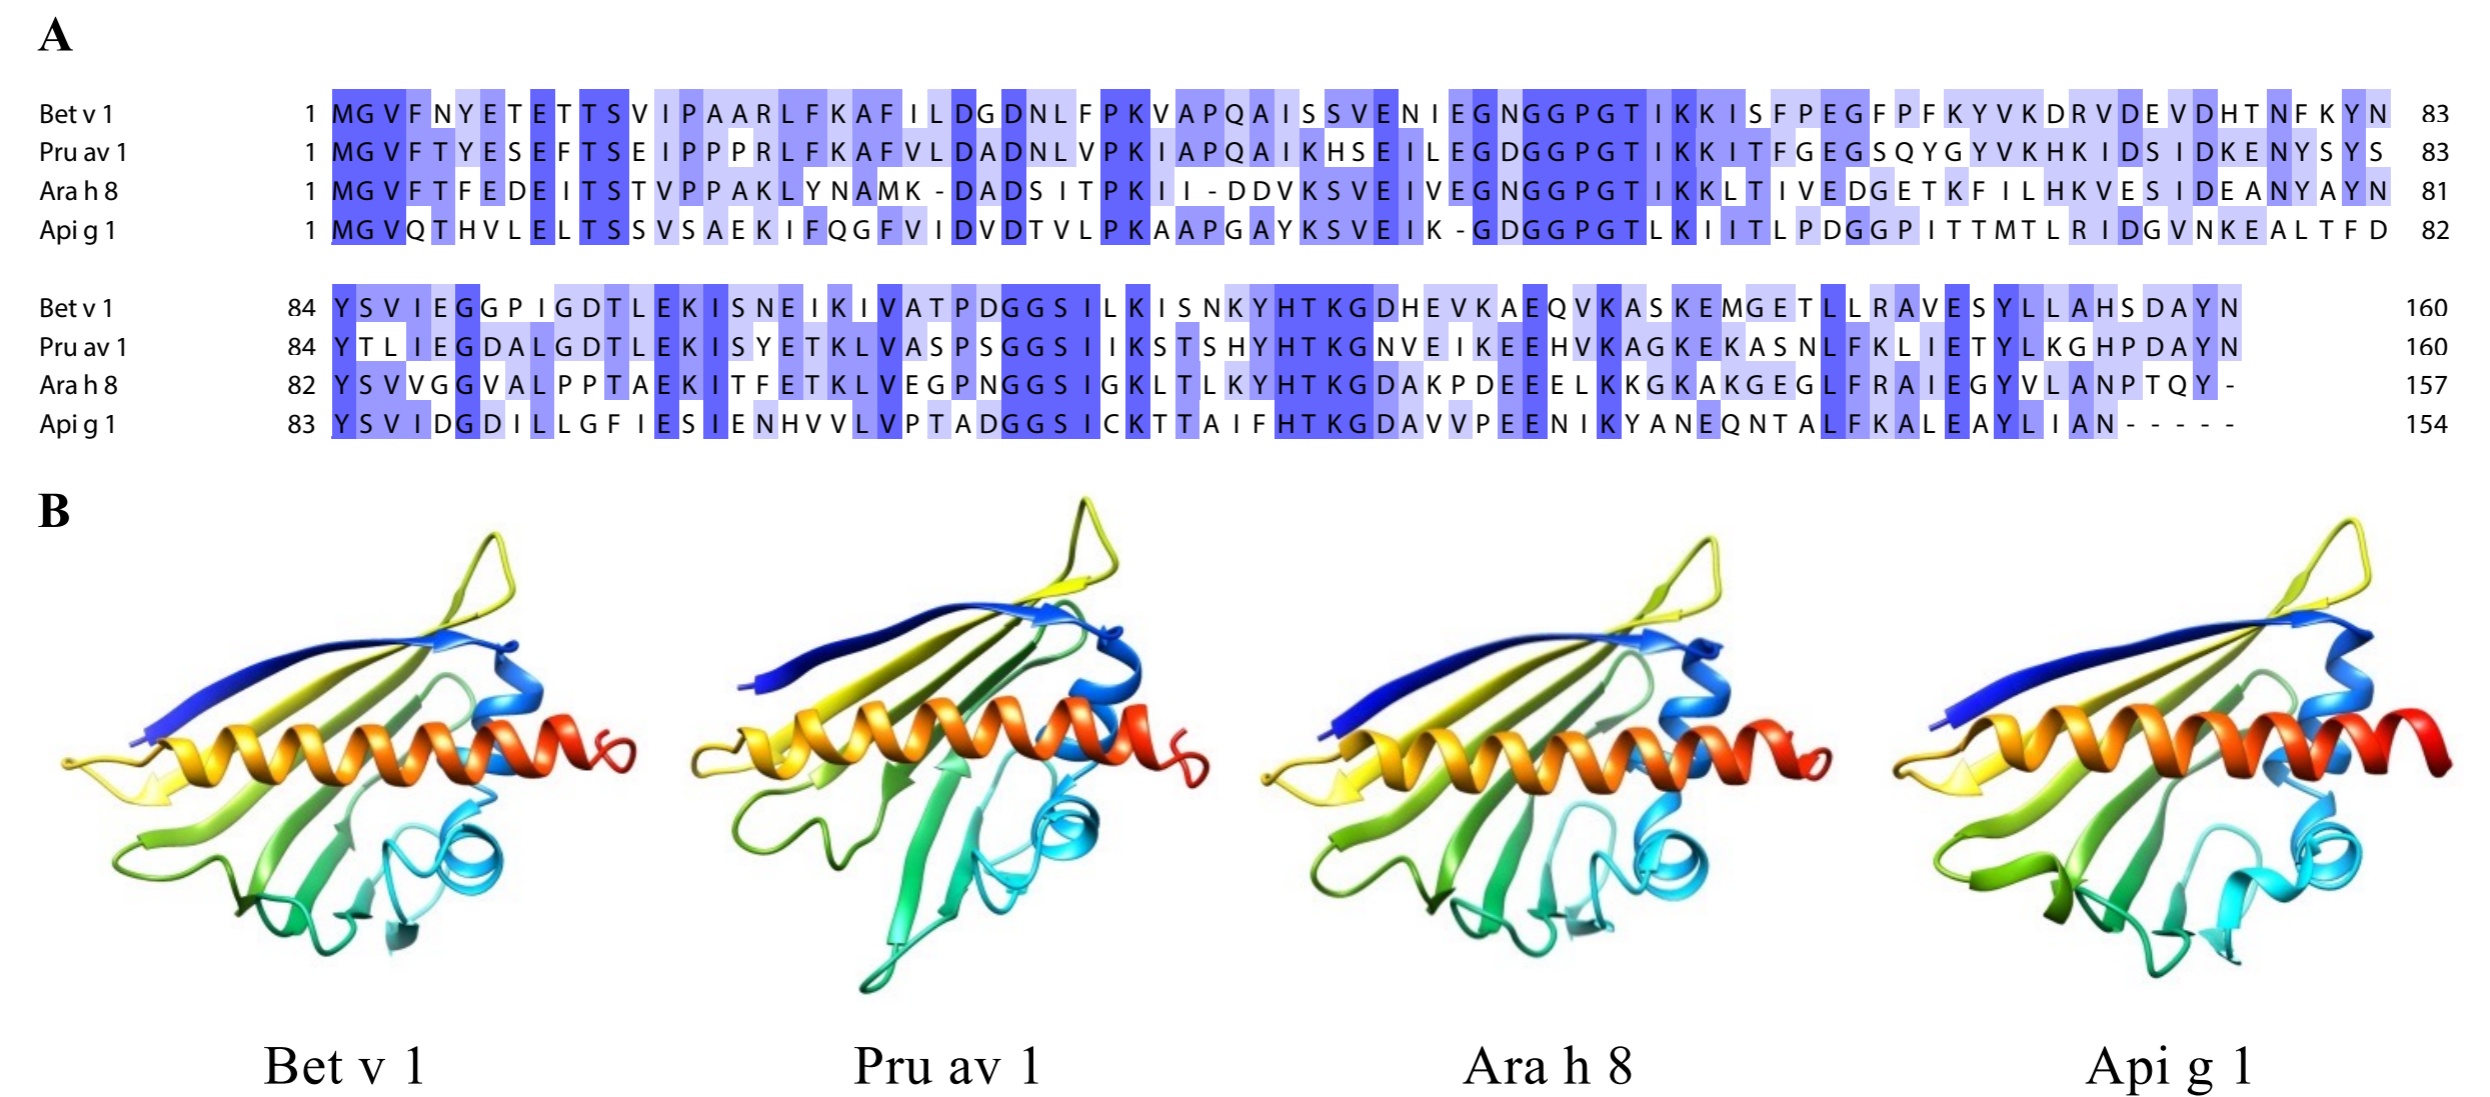 A
Bet v 1 1 MGVFNYETETTSVIPAARLFKAFILDGDNLFPKVAPQAISSVENIEGNGGPGTIKKISFPEGFPFKYVKDRVDEVDHTNFKYN 83
Pru av 1 1 MGVFTYESEFTSEIPPPRLFKAFVLDADNLVPKIAPQAIKHSEILEGDGGPGTIKKITFGEGSQYGYVKHKIDSIDKENYSYS 83
Ara h 8 1 MGVFTFEDEITSTVPPAKLYNAMK-DADSITPKII-DDVKSVEIVEGNGGPGTIKKLTIVEDGETKFILHKVESIDEANYAYN 81
Api g 1 1 MGVQTHVLELTSSVSAEKIFQGFVIDVDTVLPKAAPGAYKSVEIK-GDGGPGTLKIITLPDGGPITTMTLRIDGVNKEALTFD 82
Bet v 1 84 YSVIEGGPIGDTLEKISNEIKIVATPDGGSILKISNKYHTKGDHEVKAEQVKASKEMGETLLRAVESYLLAHSDAYN 160
Pru av 1 84 YTLIEGDALGDTLEKISYETKLVASPSGGSIIKSTSHYHTKGNVEIKEEHVKAGKEKASNLFKLIETYLKGHPDAYN 160
Ara h 8 82 YSVVGGVALPPTAEKITFETKLVEGPNGGSIGKLTLKYHTKGDAKPDEEELKKGKAKGEGLFRAIEGYVLANPTQY- 157
Api g 1 83 YSVIDGDILLGFIESIENHVVLVPTADGGSICKTTAIFHTKGDAVVPEENIKYANEQNTALFKALEAYLIAN----- 154
B
Bet v 1 Pru av 1 Ara h 8 Api g 1